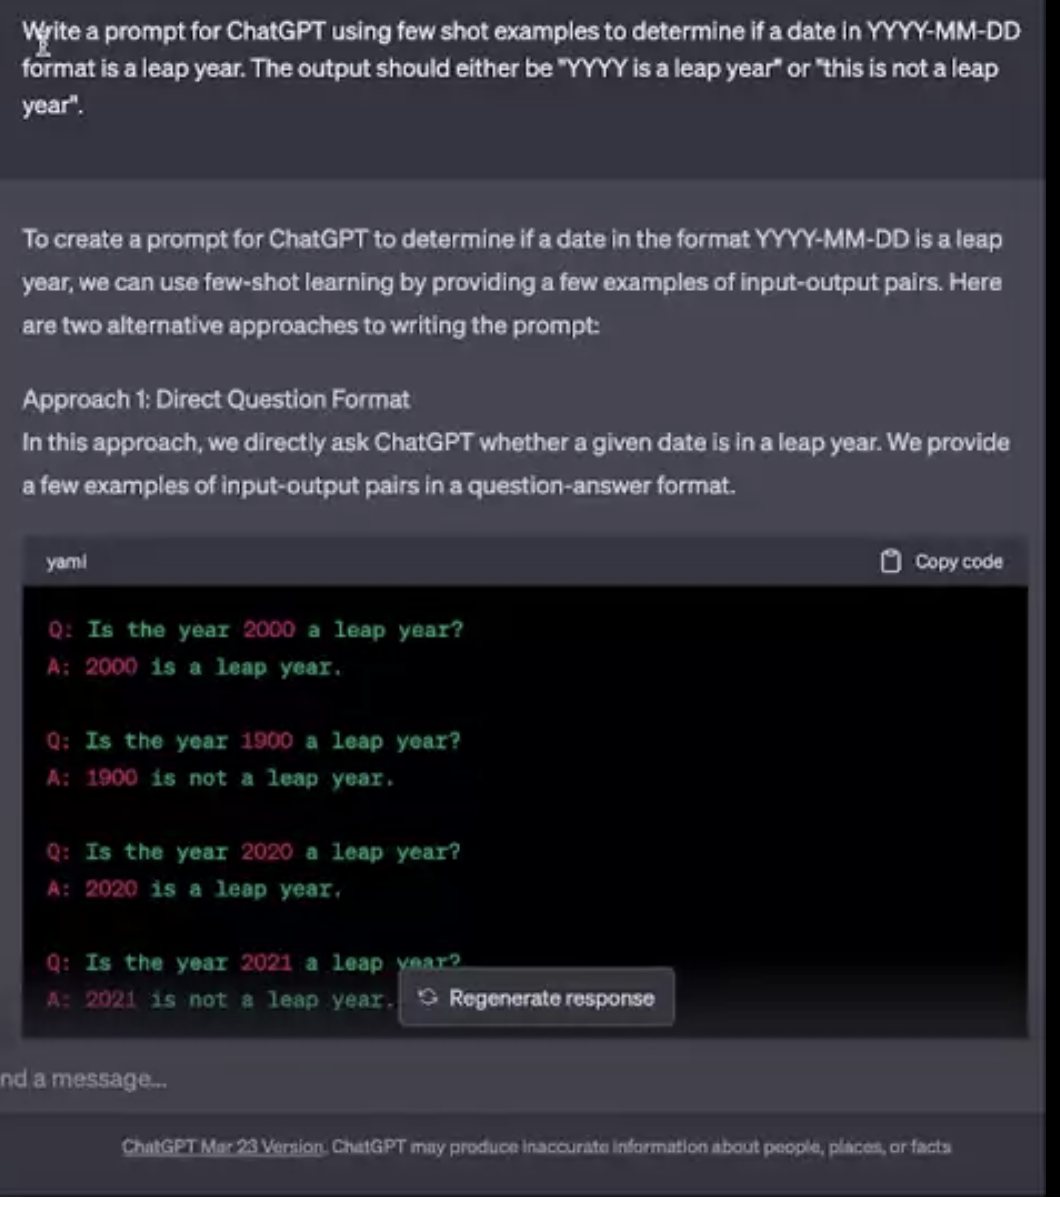 Write a prompt for ChatGPT using few shot examples to determine if a date in YYYY-MM-DD
format is a leap year. The output should either be "YYYY is a leap year" or "this is not a leap
year".
To create a prompt for ChatGPT to determine if a date in the format YYYY-MM-DD is a leap
year, we can use few-shot learning by providing a few examples of input-output pairs. Here
are two alternative approaches to writing the prompt:
Approach 1: Direct Question Format
In this approach, we directly ask ChatGPT whether a given date is in a leap year. We provide
a few examples of input-output pairs in a question-answer format.
yaml
Copy code
Q: Is the year 2000 a leap year?
A: 2000 is a leap year.
Q: Is the year 1900 a leap year?
A: 1900 is not a leap year.
Q: Is the year 2020 a leap year?
A: 2020 is a leap year.
Q: Is the year 2021 a leap year?
A: 2021 is not a leap year.
Regenerate response
nd a message...
ChatGPT Mar 23 Version. ChatGPT may produce inaccurate information about people, places, or facts